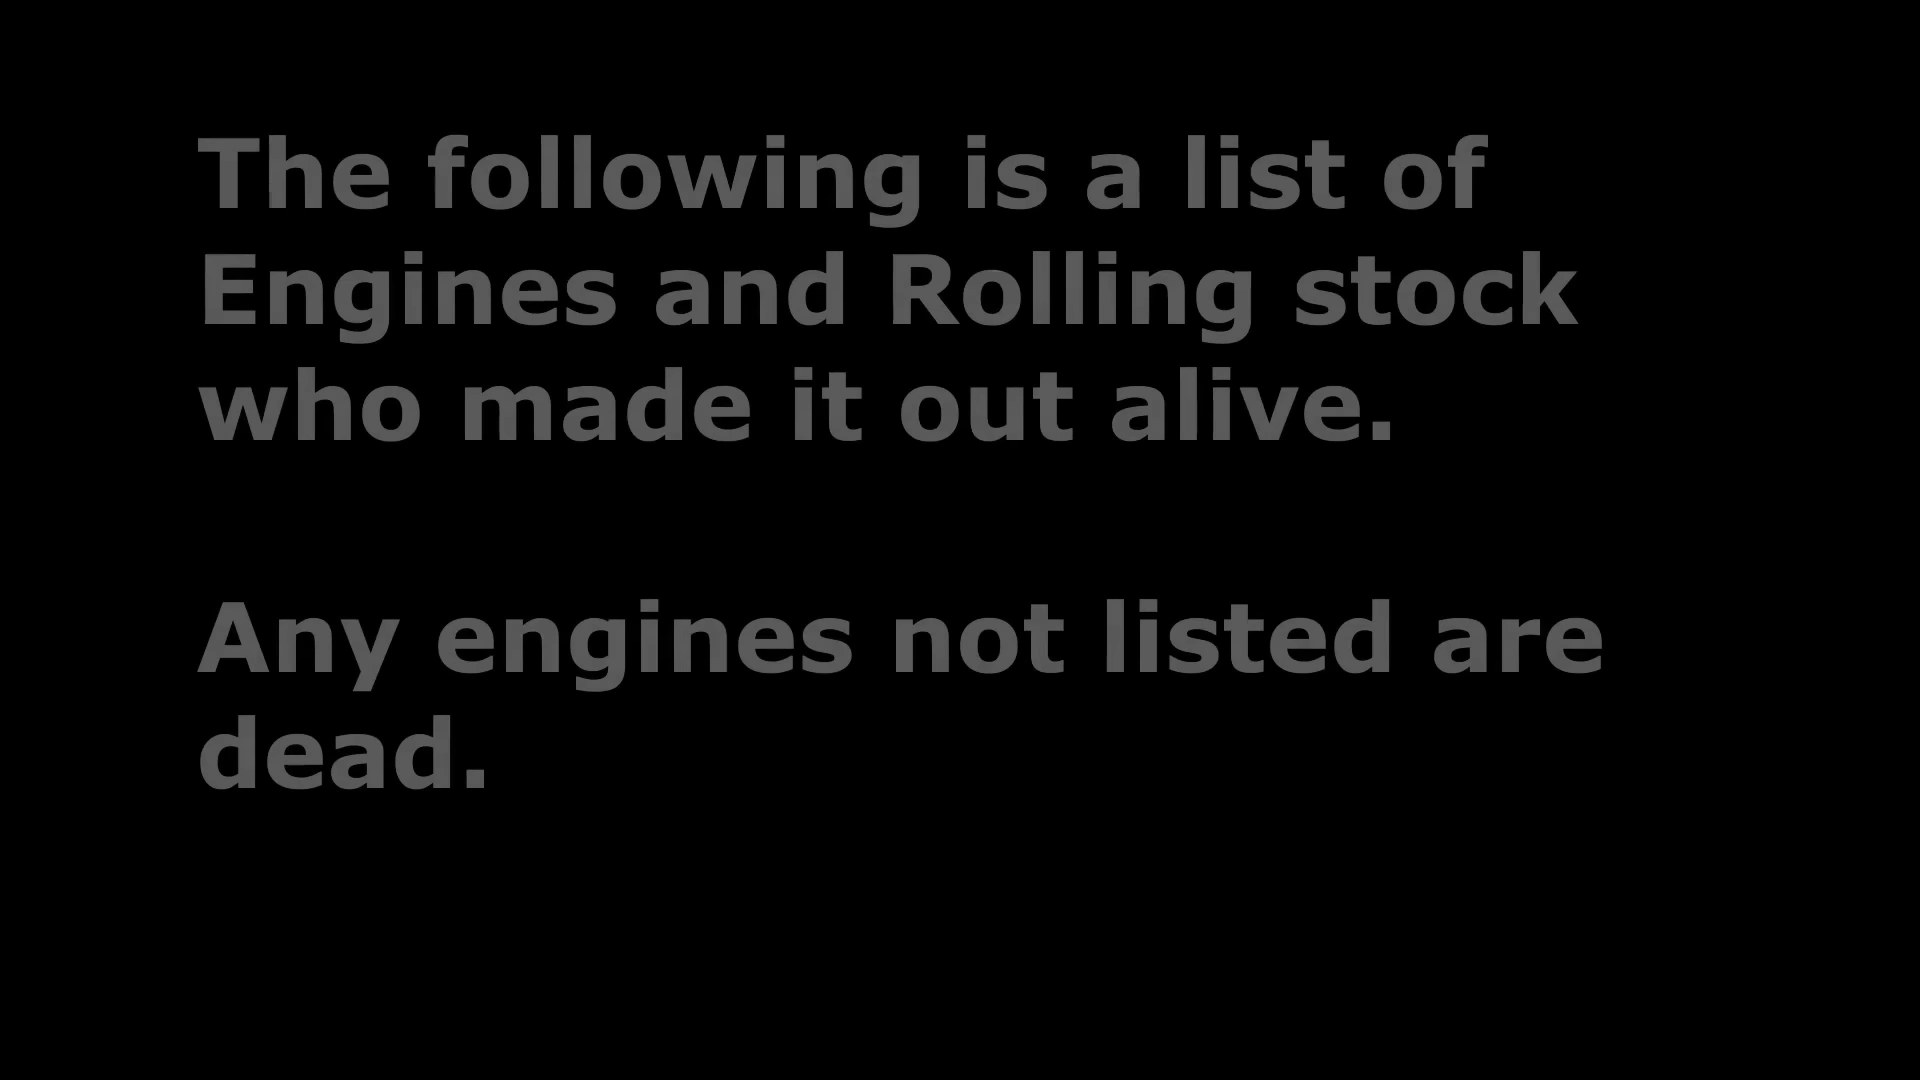 The following is a list of
Engines and Rolling stock
who made it out alive.
Any engines not listed are
dead.